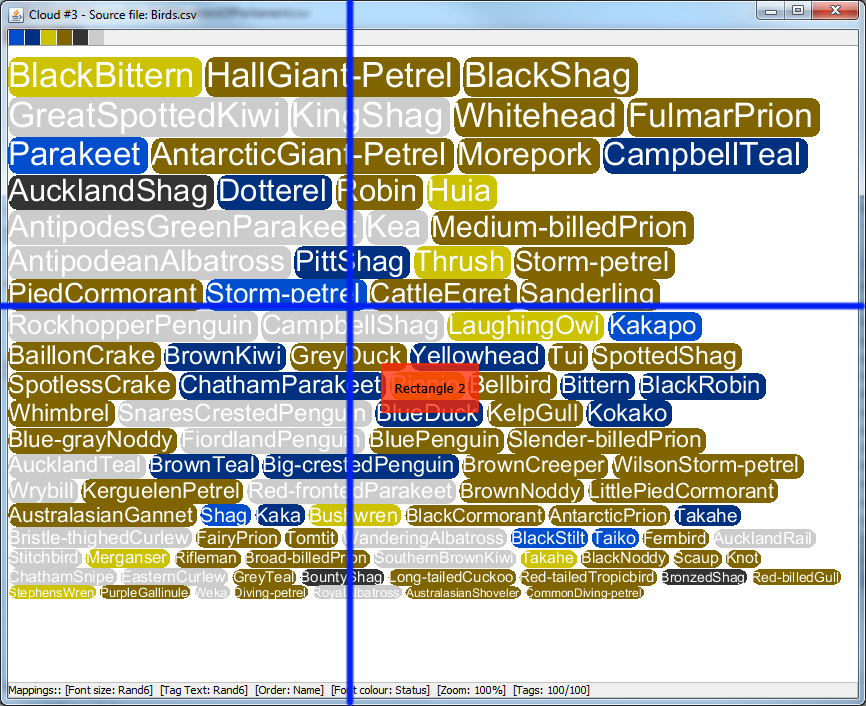 Cloud #3 - Source file: Birds.csv
BlackBittern HallGiant-Petrel BlackShag
GreatSpottedKiwi KingShag Whitehead FulmarPrion
Parakeet AntarcticGiant-Petrel Morepork CampbellTeal
AucklandShag Dotterel Robin Huia
AntipodesGreenParakeet Kea Medium-billedPrion
AntipodeanAlbatross PittShag Thrush Storm-petrel
PiedCormorant Storm-petrel CattleEgret Sanderling
RockhopperPenguin CampbellShag LaughingOwl Kakapo
BaillonCrake BrownKiwi GreyDuck Yellowhead Tui SpottedShag
SpotlessCrake ChathamParakeet Rectangle 2 Bellbird Bittern BlackRobin
Whimbrel SnaresCrestedPenguin BlueDuck KelpGull Kokako
Blue-grayNoddy FiordlandPenguin BluePenguin Slender-billedPrion
AucklandTeal BrownTeal Big-crestedPenguin BrownCreeper WilsonStorm-petrel
Wrybill KerguelenPetrel Red-frontedParakeet BrownNoddy LittlePiedCormorant
AustralasianGannet Shag Kaka Bushwren BlackCormorant AntarcticPrion Takahe
Bristle-thighedCurlew FairyPrion Tomtit WanderingAlbatross BlackStilt Taiko Fernbird AucklandRail
Stitchbird Merganser Rifleman Broad-billedPrion SouthernBrownKiwi Takahe BlackNoddy Scaup Knot
ChathamSnipe EasternCurlew GreyTeal BountyShag Long-tailedCuckoo Red-tailedTropicbird BronzedShag Red-billedGull
StephensWren PurpleGallinule Weka Diving-petrel RoyalAlbatross AustralasianShoveler CommonDiving-petrel
Mappings:: [Font size: Rand6] [Tag Text: Rand6] [Order: Name] [Font colour: Status] [Zoom: 100%] [Tags: 100/100]